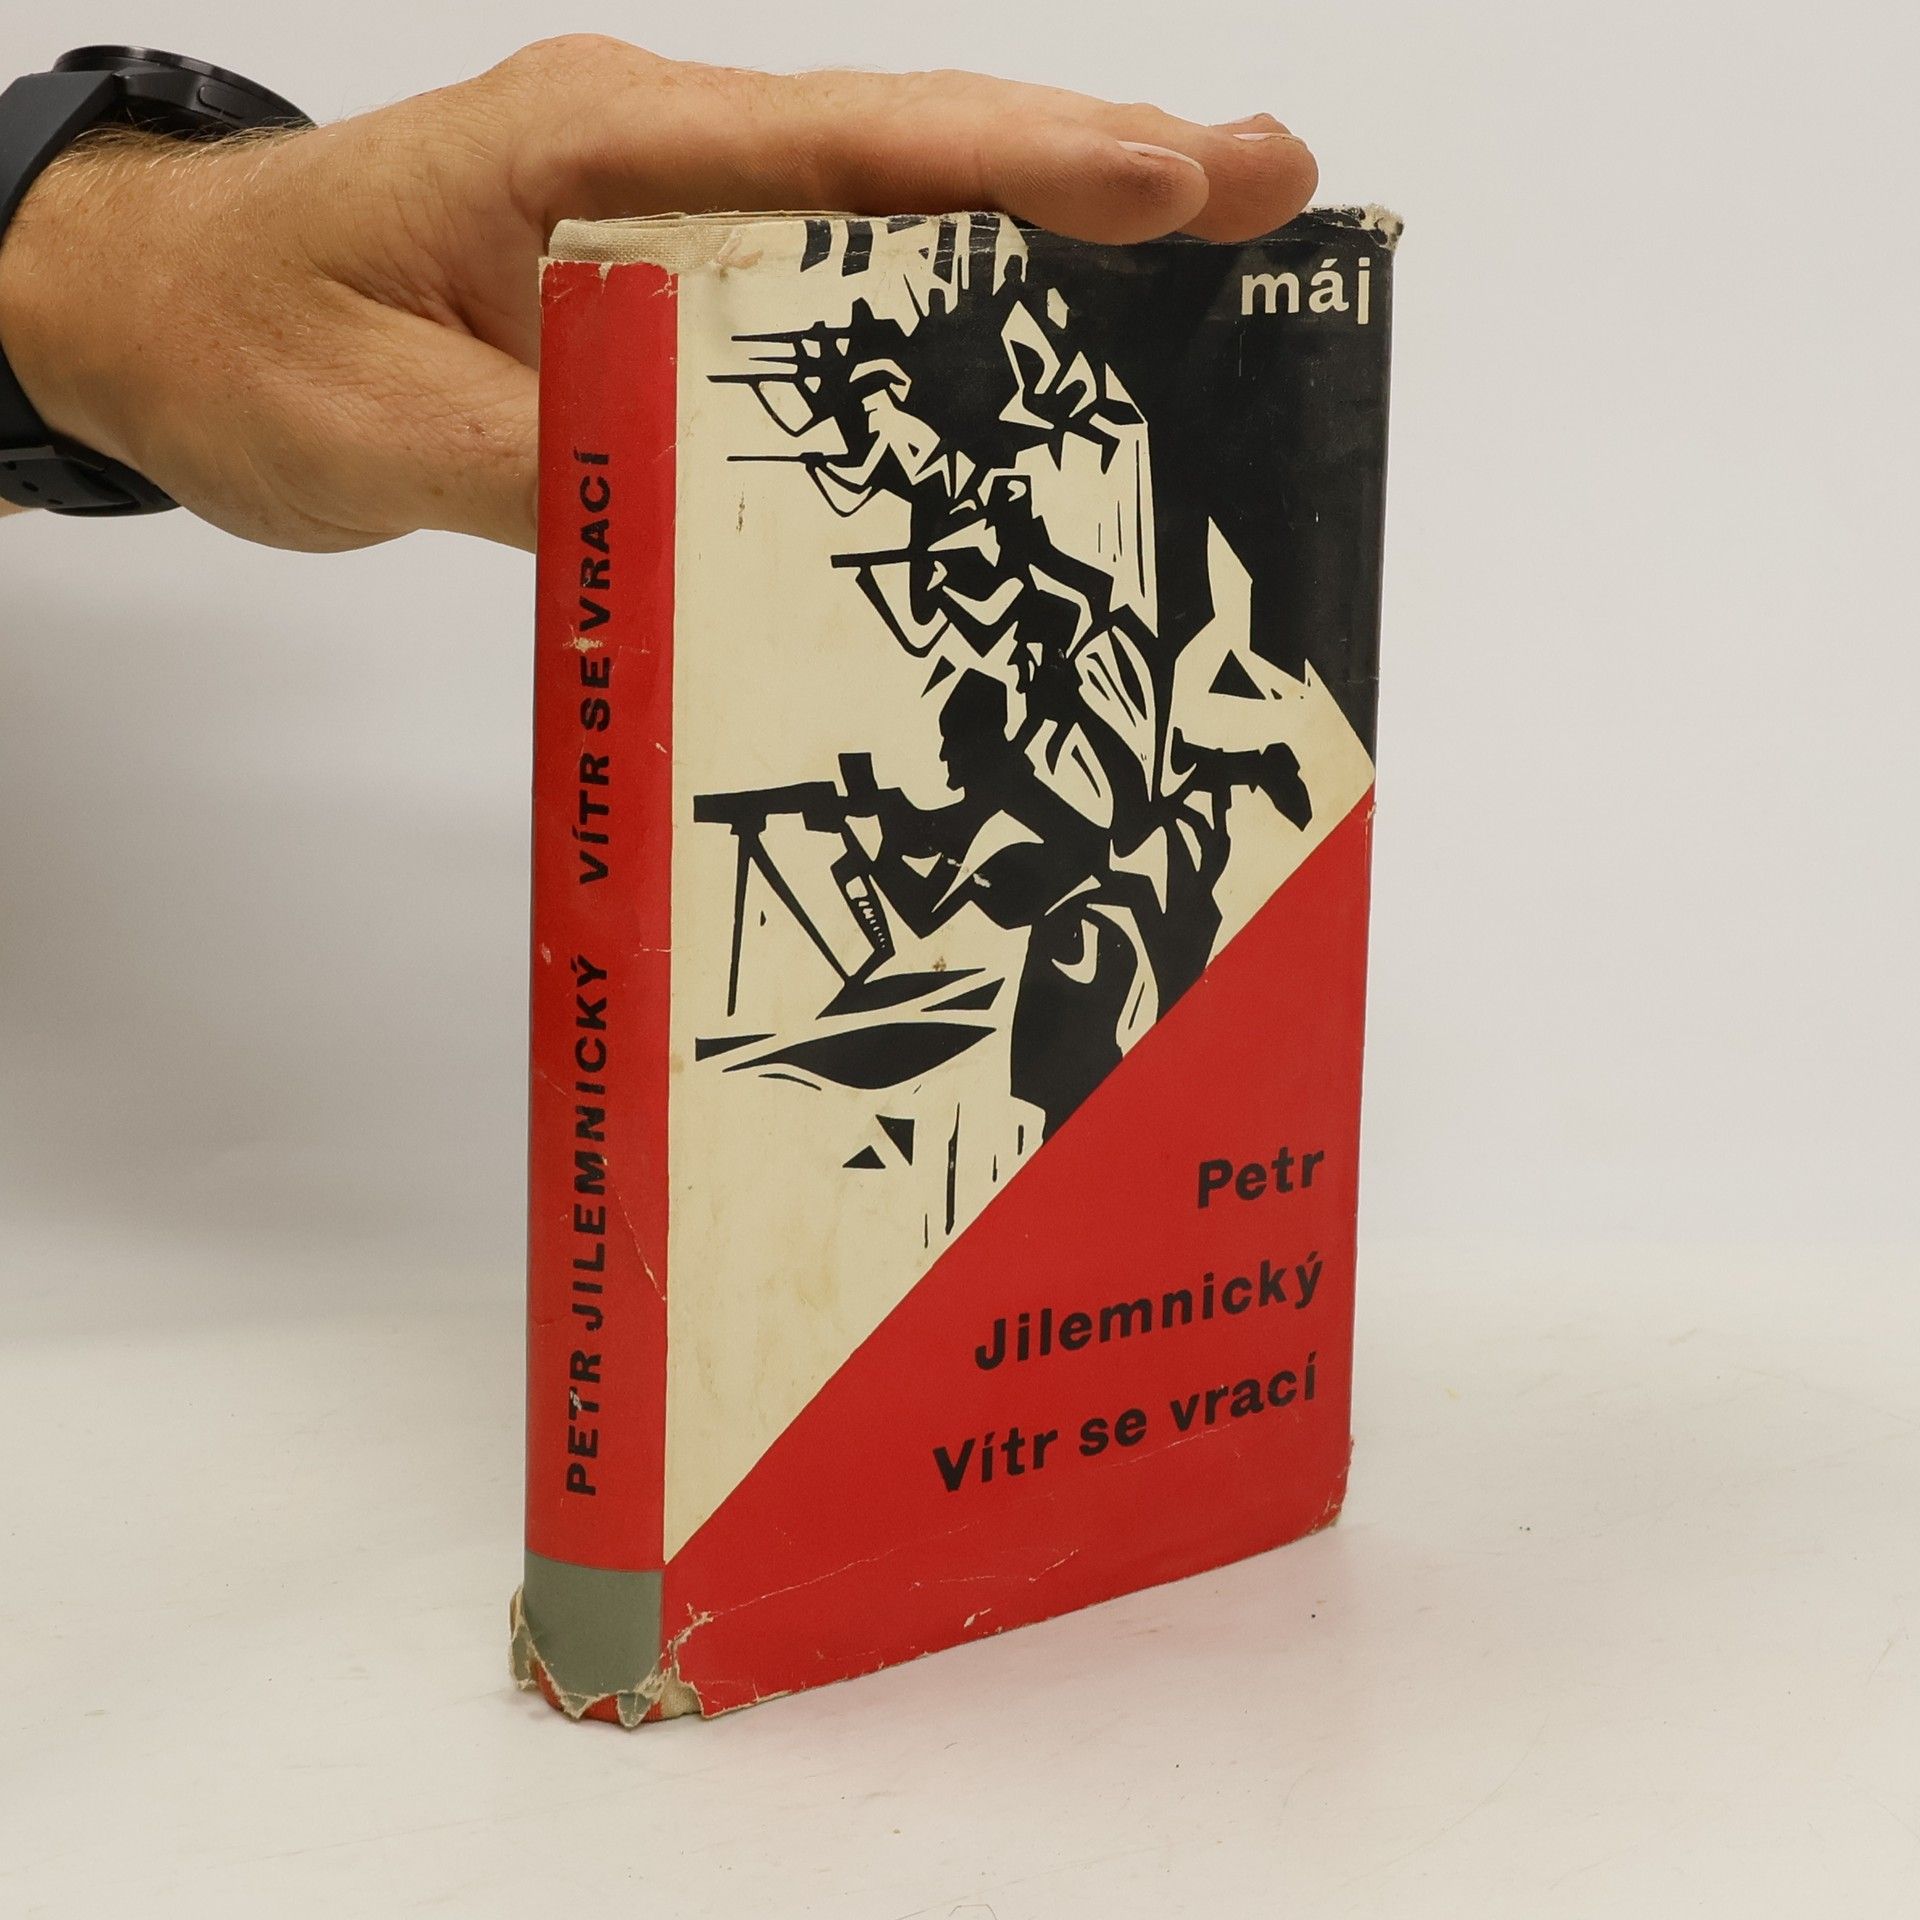 máj
Petr
Jilemnický
Vítr se vrací
PETR JILEMNICKÝ VÍTR SE VRACÍ